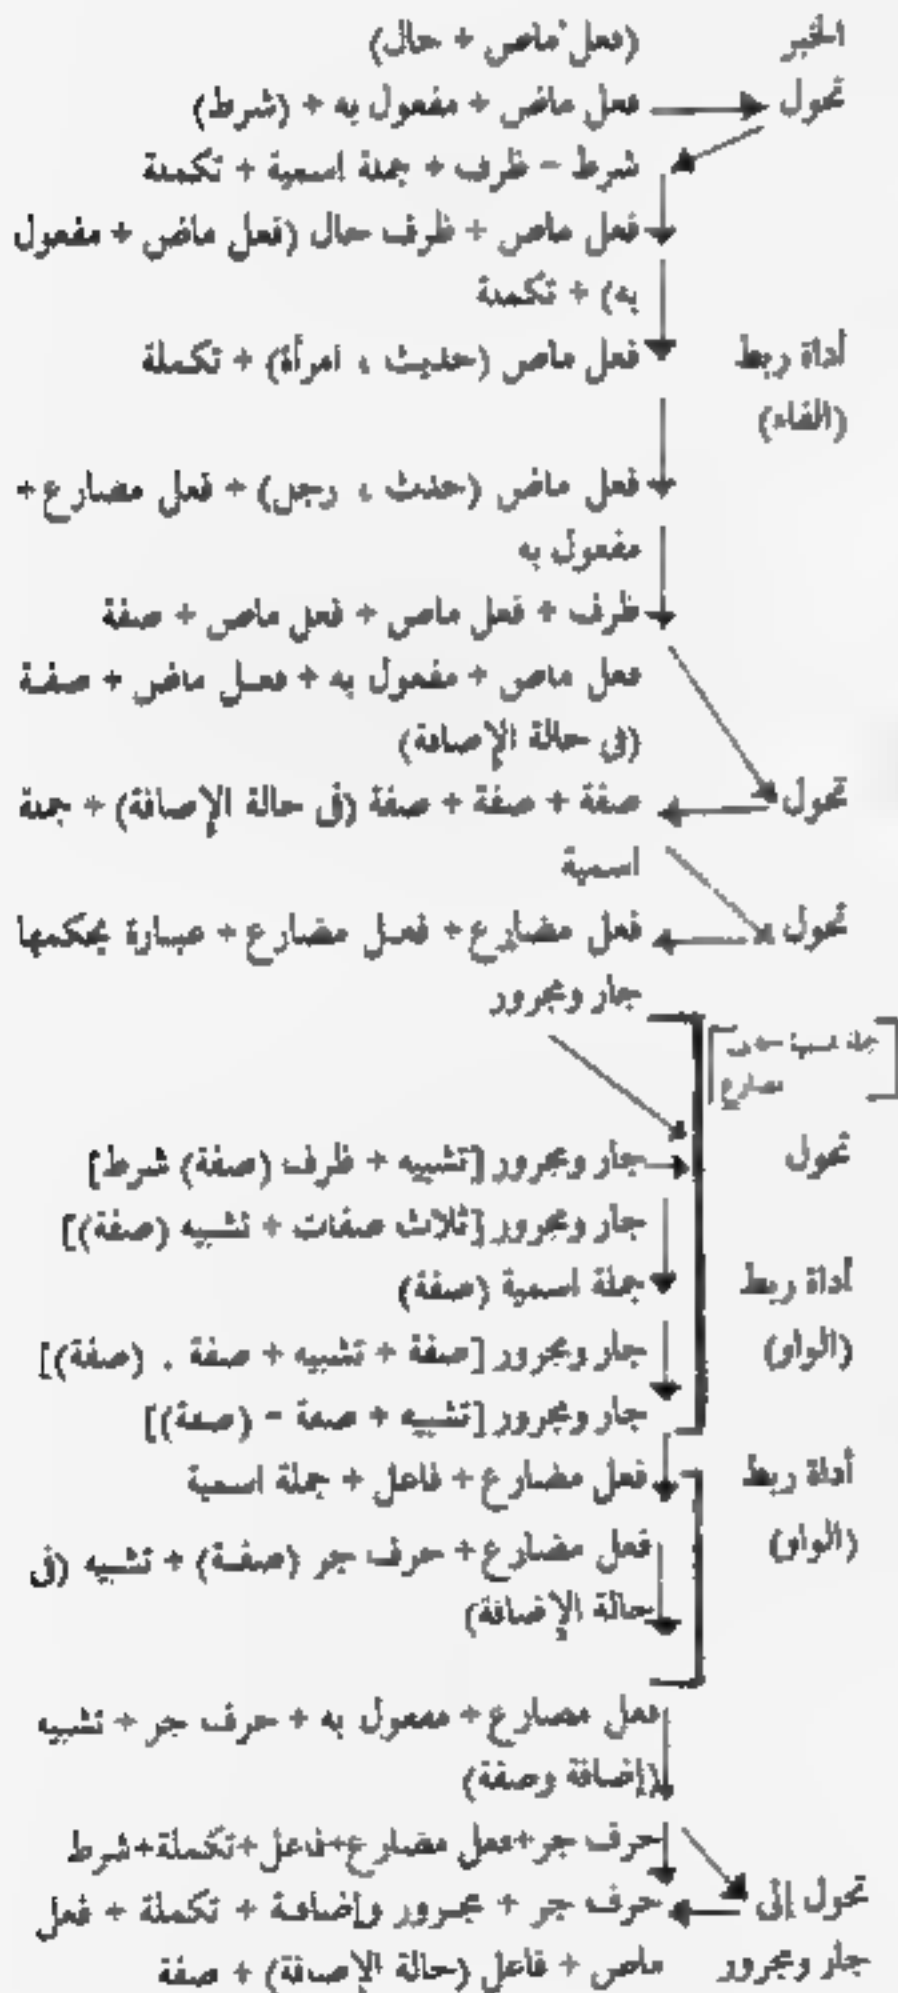 الخبر (فعل ماض + حال)
تحول فعل ماض + مفعول به + (شرط)
شرط - ظرف + جملة اسمية + تكملة
فعل ماض + ظرف حال (فعل ماض + مفعول
به) + تكملة
أداة ربط فعل ماض (حديث ، امرأة) + تكملة
(الفاء)
فعل ماض (حدث ، رجل) + فعل مضارع +
مفعول به
ظرف + فعل ماض + فعل ماض + صفة
فعل ماض + مفعول به + فعل ماض + صفة
(في حالة الإضافة)
تحول صفة + صفة + صفة (في حالة الإضافة) + جملة
اسمية
تحول فعل مضارع + فعل مضارع + عبارة يحكمها
جار ومجرور
جملة اسمية
مضارع
تحول جار ومجرور [تشبيه + ظرف (صفة) شرط]
جار ومجرور [ثلاث صفات + تشبيه (صفة)]
أداة ربط جملة اسمية (صفة)
(الواو) جار ومجرور [صفة + تشبيه + صفة . (صفة)]
جار ومجرور [تشبيه + صفة - (صفة)]
أداة ربط فعل مضارع + فاعل + جملة اسمية
(الواو) فعل مضارع + حرف جر (صفة) + تشبيه (في
حالة الإضافة)
فعل مضارع + مفعول به + حرف جر + تشبيه
(إضافة وصفة)
حرف جر+فعل مضارع+فاعل+تكملة+شرط
تحول إلى حرف جر + مجرور وإضافة + تكملة + فعل
جار ومجرور ماض + فاعل (حالة الإضافة) + صفة